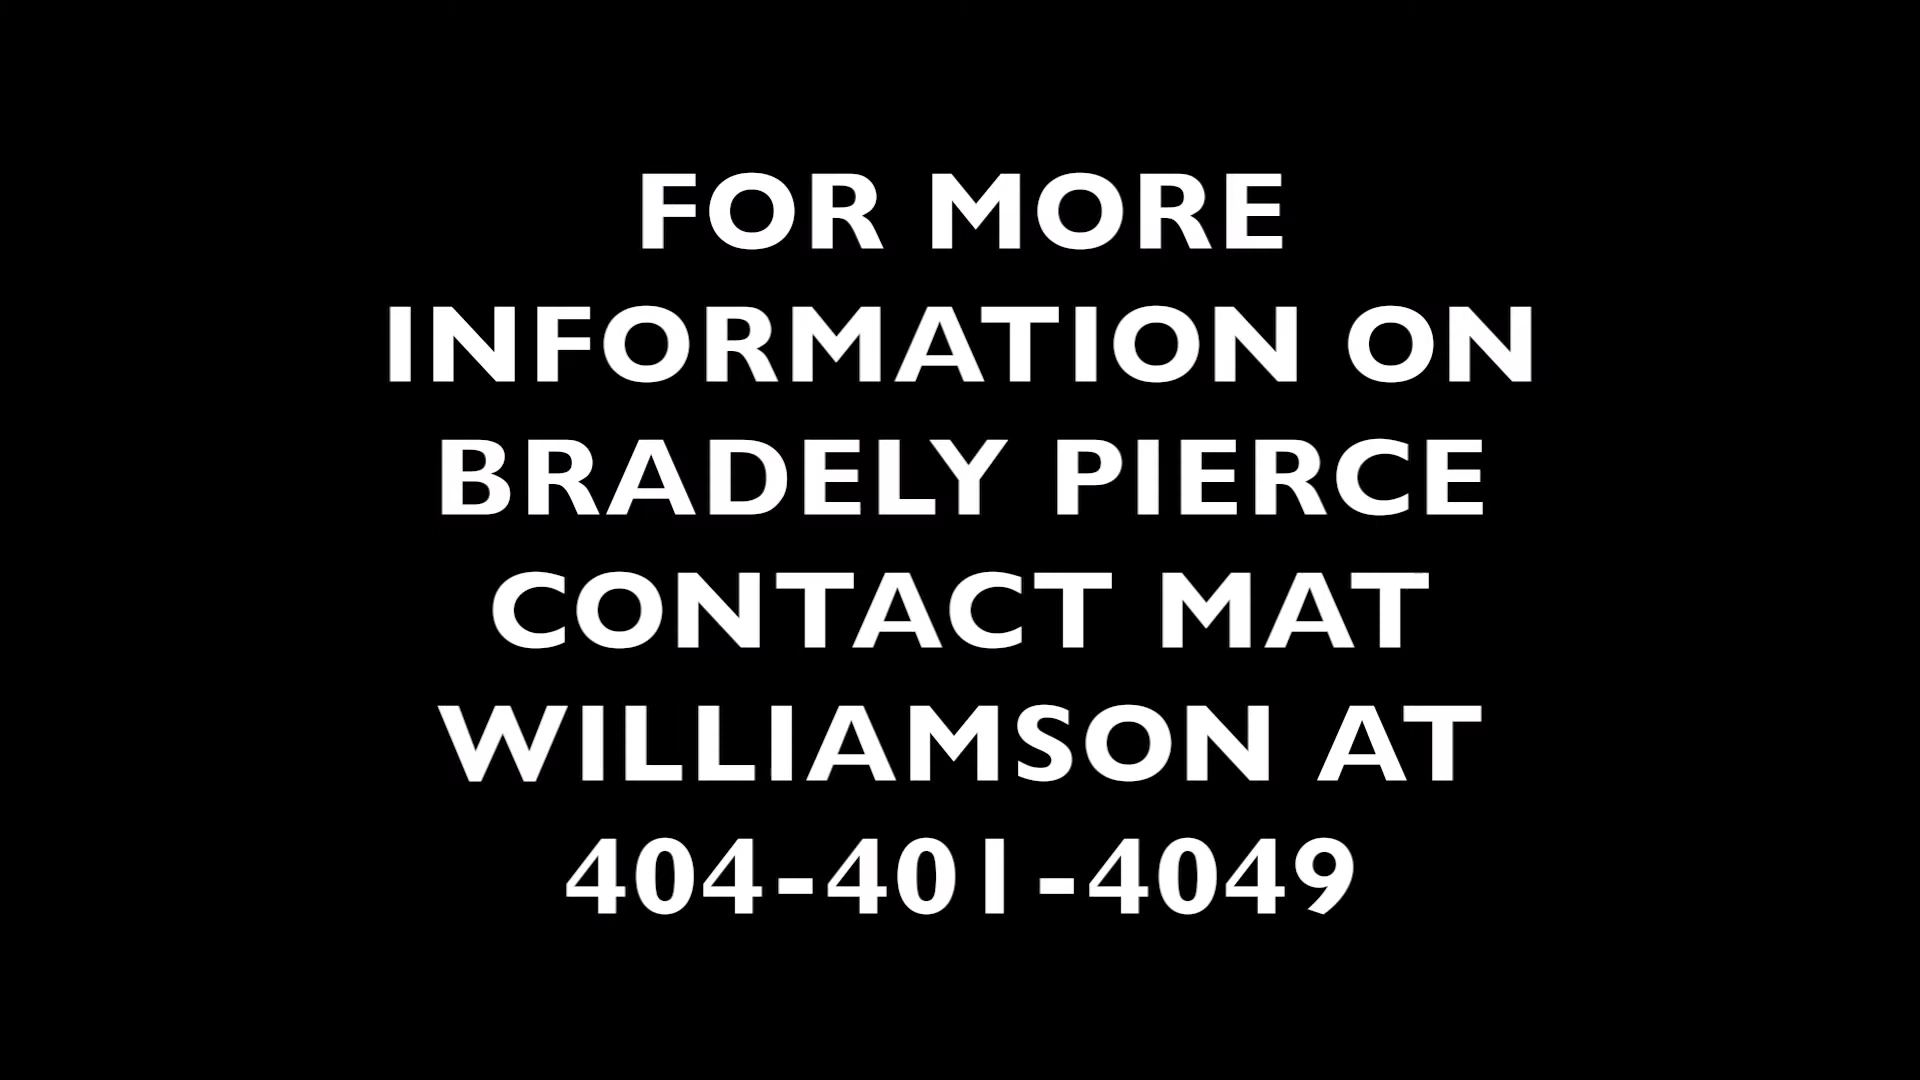 FOR MORE
INFORMATION ON
BRADELY PIERCE
CONTACT MAT
WILLIAMSON AT
404-401-4049